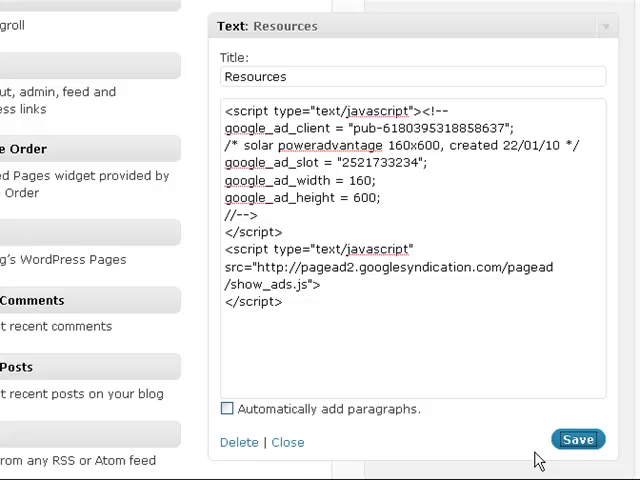 groll
ut, admin, feed and
ess links
e Order
ed Pages widget provided by
Order
g's WordPress Pages
Comments
t recent comments
Posts
t recent posts on your blog
rom any RSS or Atom feed
Text: Resources
Title:
Resources
<script type="text/javascript"><!--
google_ad_client = "pub-6180395318858637";
/* solar poweradvantage 160x600, created 22/01/10 */
google_ad_slot = "2521733234";
google_ad_width = 160;
google_ad_height = 600;
//-->
</script>
<script type="text/javascript"
src="http://pagead2.googlesyndication.com/pagead
/show_ads.js">
</script>
Automatically add paragraphs.
Delete | Close
Save